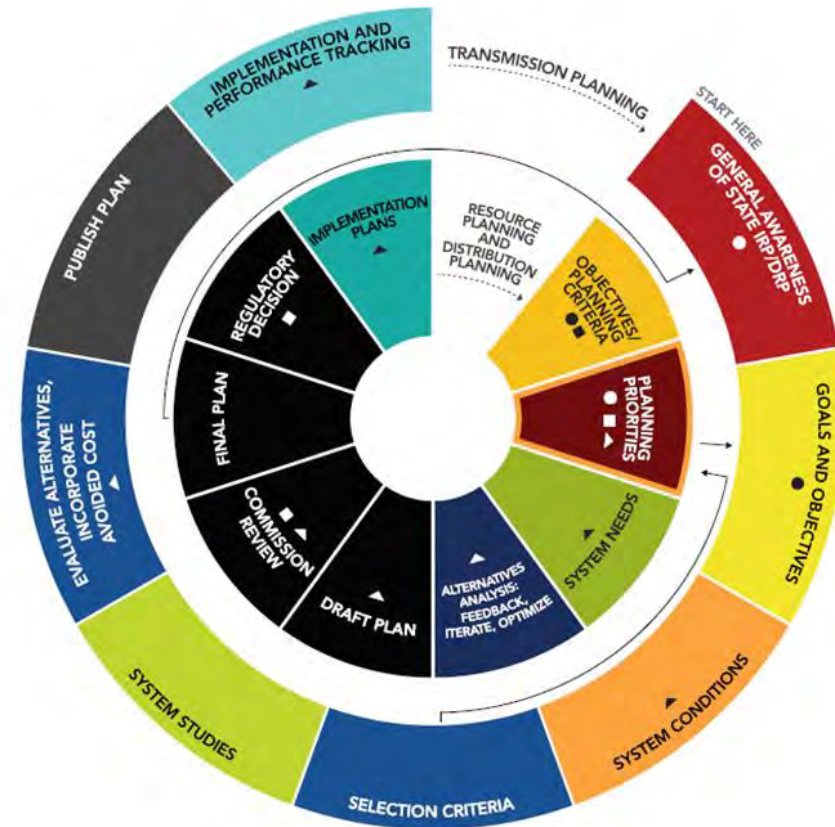 TRANSMISSION PLANNING
START HERE
GENERAL AWARENESS
OF STATE IRP/DRP
GOALS AND OBJECTIVES
SYSTEM CONDITIONS
SELECTION CRITERIA
SYSTEM STUDIES
EVALUATE ALTERNATIVES,
INCORPORATE
AVOIDED COST
PUBLISH PLAN
IMPLEMENTATION AND
PERFORMANCE TRACKING
RESOURCE
PLANNING
AND
DISTRIBUTION
PLANNING
OBJECTIVES/
PLANNING
CRITERIA
PLANNING
PRIORITIES
SYSTEM NEEDS
ALTERNATIVES
ANALYSIS:
FEEDBACK,
ITERATE, OPTIMIZE
DRAFT PLAN
COMMISSION
REVIEW
FINAL PLAN
REGULATORY
DECISION
IMPLEMENTATION
PLANS